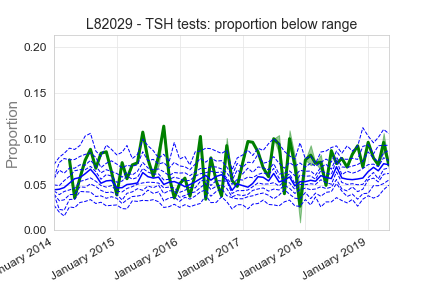 L82029 - TSH tests: proportion below range
0.20
0.15
0.10
0.05
0.00
Proportion
nuary 2014
January 2015
January 2016
January 2017
January 2018
January 2019